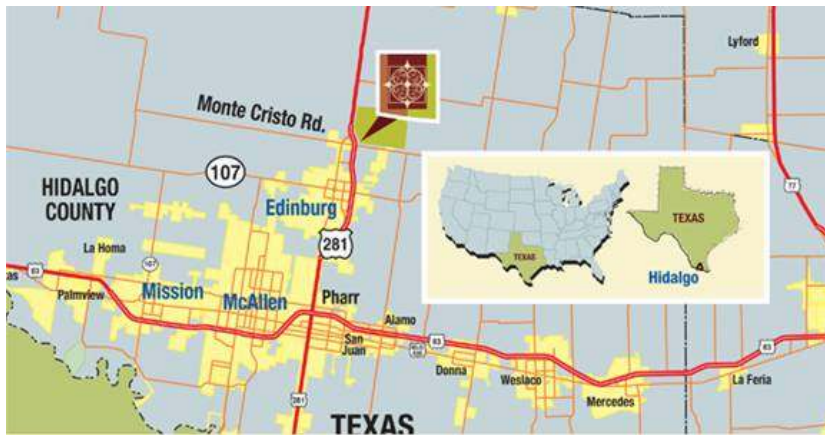 Lyford
Monte Cristo Rd.
107
77
HIDALGO
COUNTY
Edinburg
TEXAS
TEXAS
281
Hidalgo
La Homa
107
83
Palmview
Mission
McAllen
Pharr
Alamo
San
Juan
83
83
Donna
Weslaco
Mercedes
La Feria
281
TEXAS